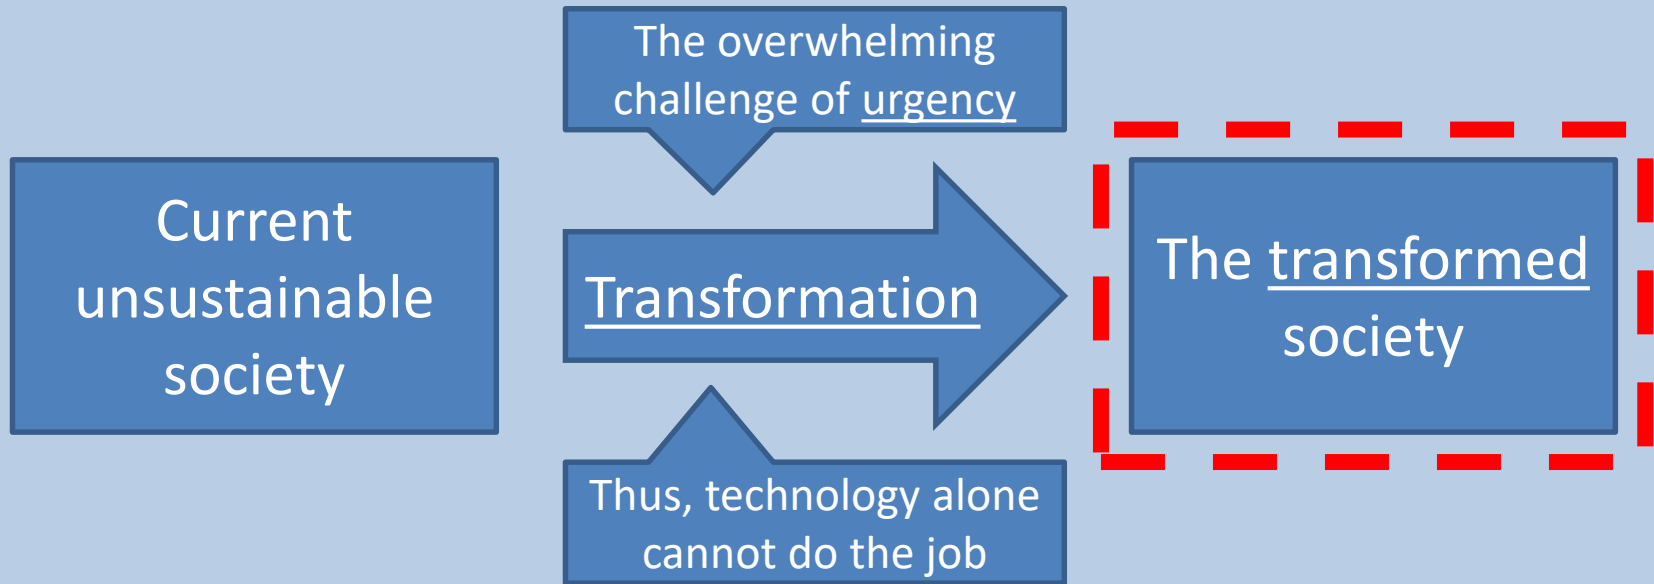 The overwhelming
challenge of urgency
Current
unsustainable
society
Transformation
The transformed
society
Thus, technology alone
cannot do the job